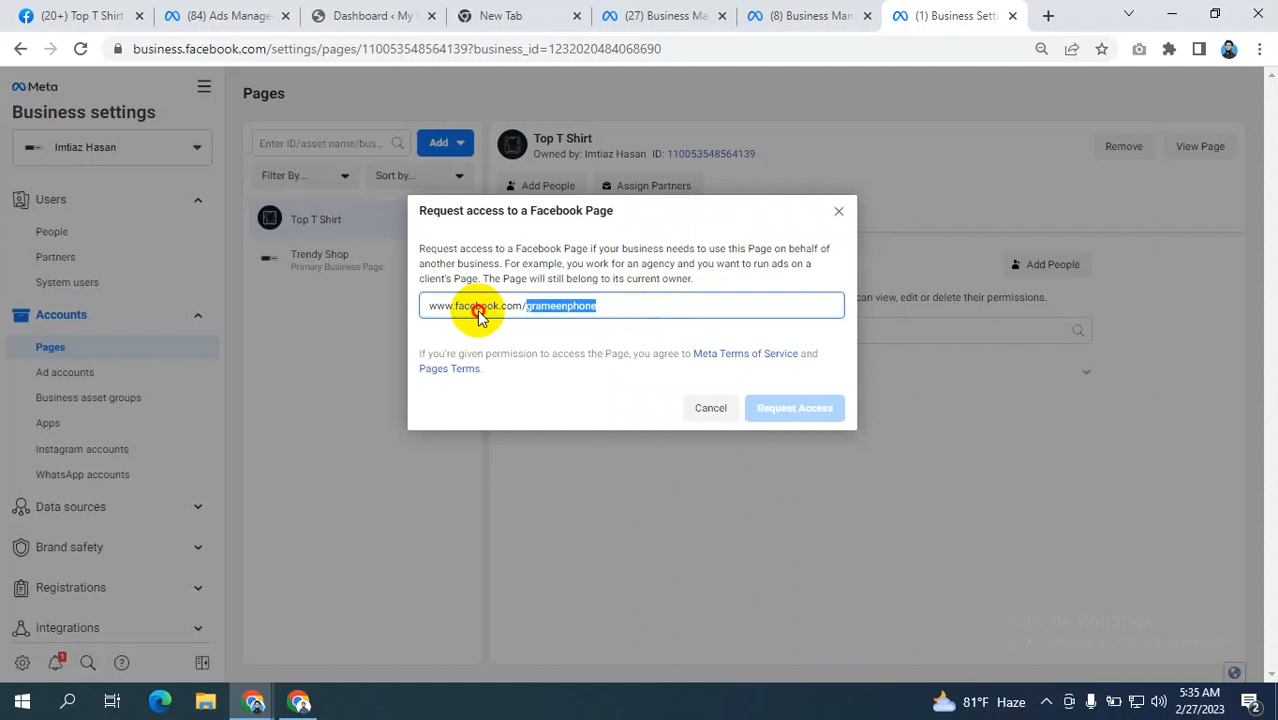 (20+) Top T Shirt
(84) Ads Manage
Dashboard ‹ My
New Tab
(27) Business M
(8) Business Man
(1) Business Sett
business.facebook.com/settings/pages/110053548564139?business_id=1232020484068690
Meta
Business settings
Imtiaz Hasan
Users
People
Partners
System users
Accounts
Pages
Ad accounts
Business asset groups
Apps
Instagram accounts
WhatsApp accounts
Data sources
Brand safety
Registrations
Integrations
1
Pages
Enter ID/asset name/bus...
Add
Filter By...
Sort by...
Top T Shirt
Trendy Shop
Primary Business Page
Top T Shirt
Owned by: Imtiaz Hasan ID: 110053548564139
Remove
View Page
Add People
Assign Partners
Add People
can view, edit or delete their permissions.
Request access to a Facebook Page
Request access to a Facebook Page if your business needs to use this Page on behalf of
another business. For example, you work for an agency and you want to run ads on a
client's Page. The Page will still belong to its current owner.
www.facebook.com/grameenphone
If you're given permission to access the Page, you agree to Meta Terms of Service and
Pages Terms.
Cancel
Request Access
81°F Haze
5:35 AM
2/27/2023
2